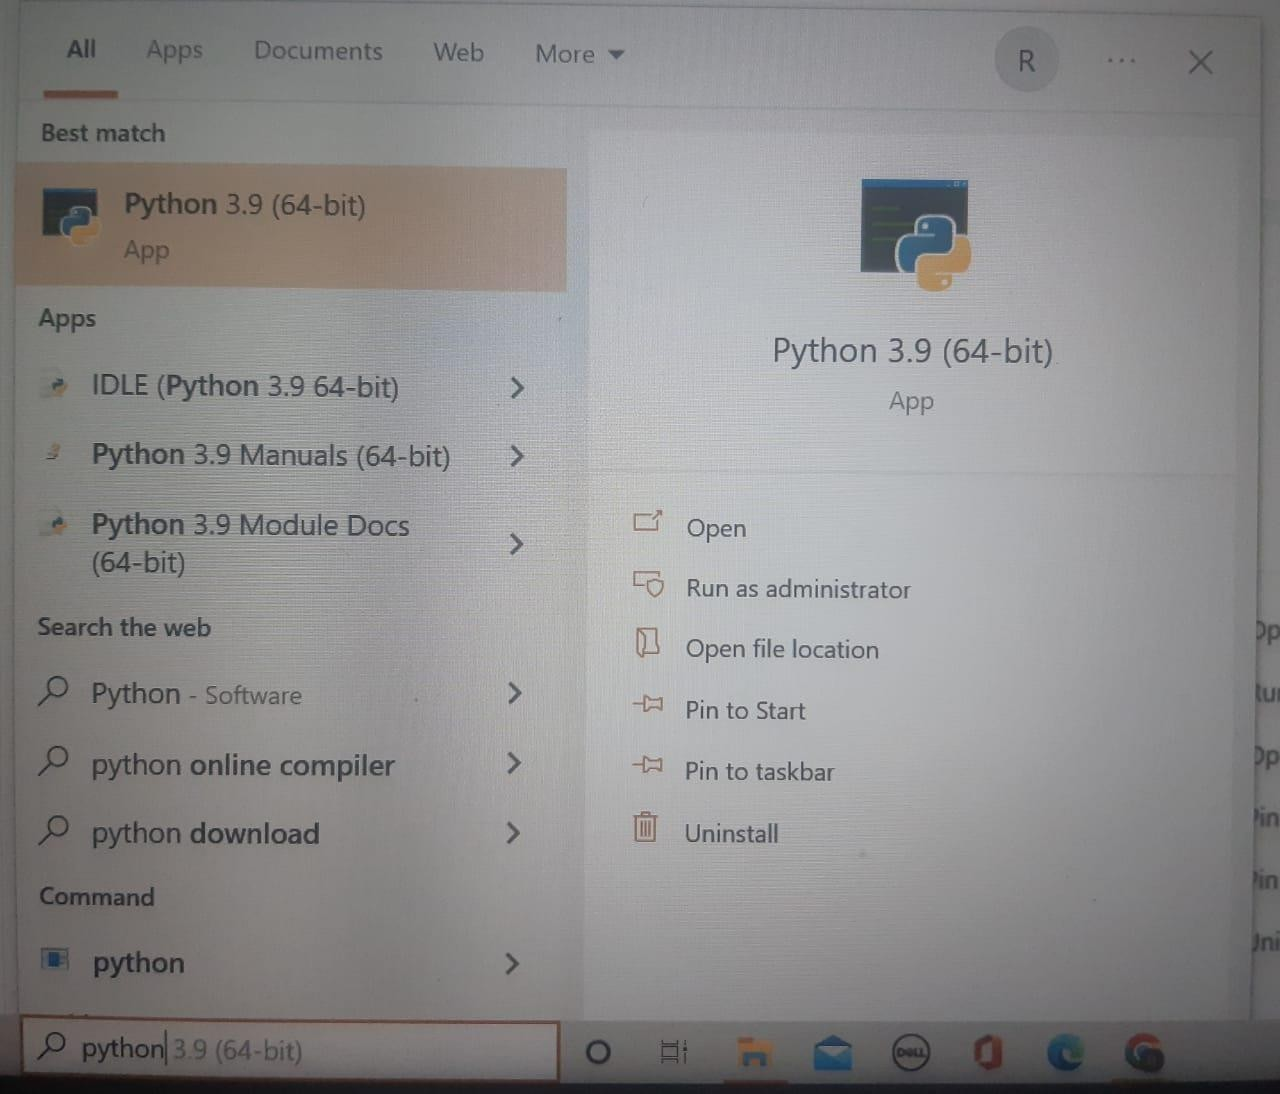 All Apps Documents Web More
R
Best match
Python 3.9 (64-bit)
App
Apps
IDLE (Python 3.9 64-bit)
Python 3.9 Manuals (64-bit)
Python 3.9 Module Docs
(64-bit)
Search the web
Python - Software
python online compiler
python download
Command
python
python 3.9 (64-bit)
Python 3.9 (64-bit)
App
Open
Run as administrator
Open file location
Pin to Start
Pin to taskbar
Uninstall
DELL